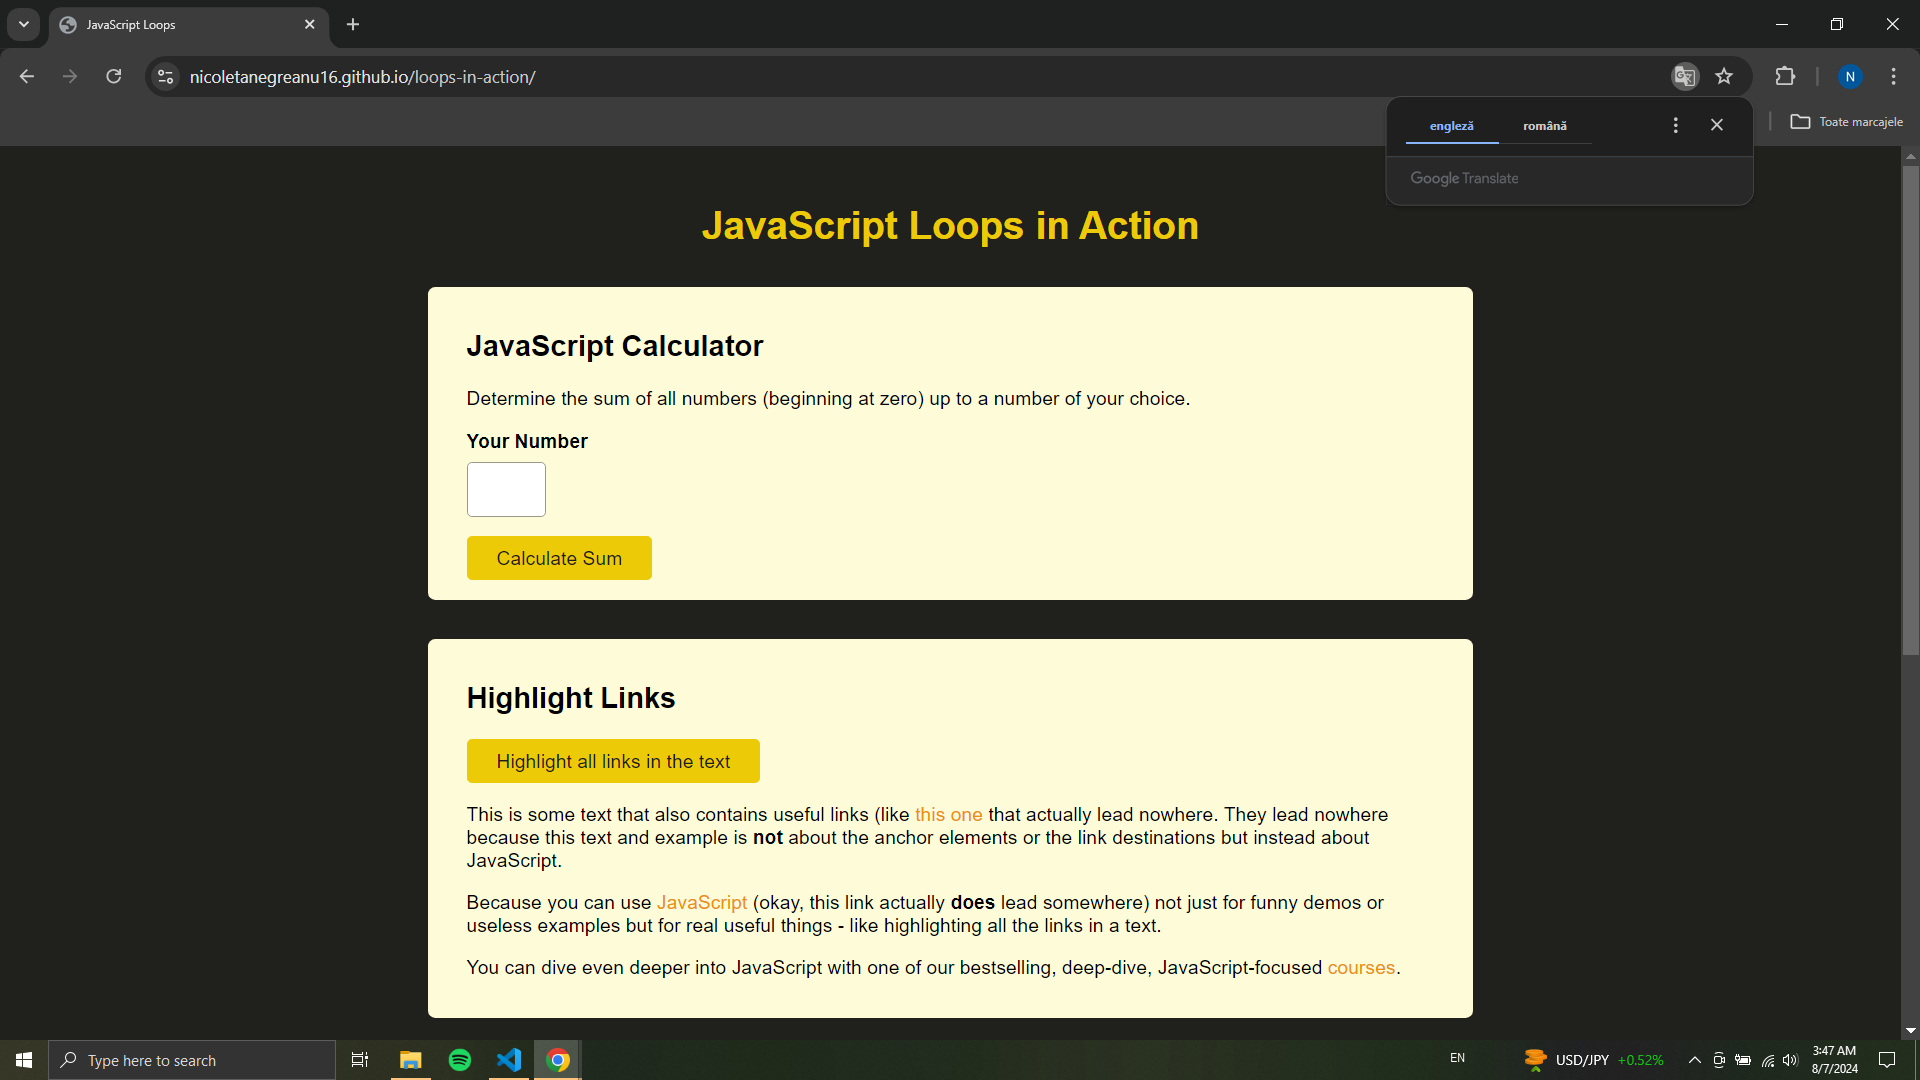 JavaScript Loops
nicoletanegreanu16.github.io/loops-in-action/
N
engleză română
Toate marcajele
Google Translate
JavaScript Loops in Action
JavaScript Calculator
Determine the sum of all numbers (beginning at zero) up to a number of your choice.
Your Number
Calculate Sum
Highlight Links
Highlight all links in the text
This is some text that also contains useful links (like this one that actually lead nowhere. They lead nowhere
because this text and example is not about the anchor elements or the link destinations but instead about
JavaScript.
Because you can use JavaScript (okay, this link actually does lead somewhere) not just for funny demos or
useless examples but for real useful things - like highlighting all the links in a text.
You can dive even deeper into JavaScript with one of our bestselling, deep-dive, JavaScript-focused courses.
Type here to search
EN
USD/JPY +0.52%
3:47 AM
8/7/2024